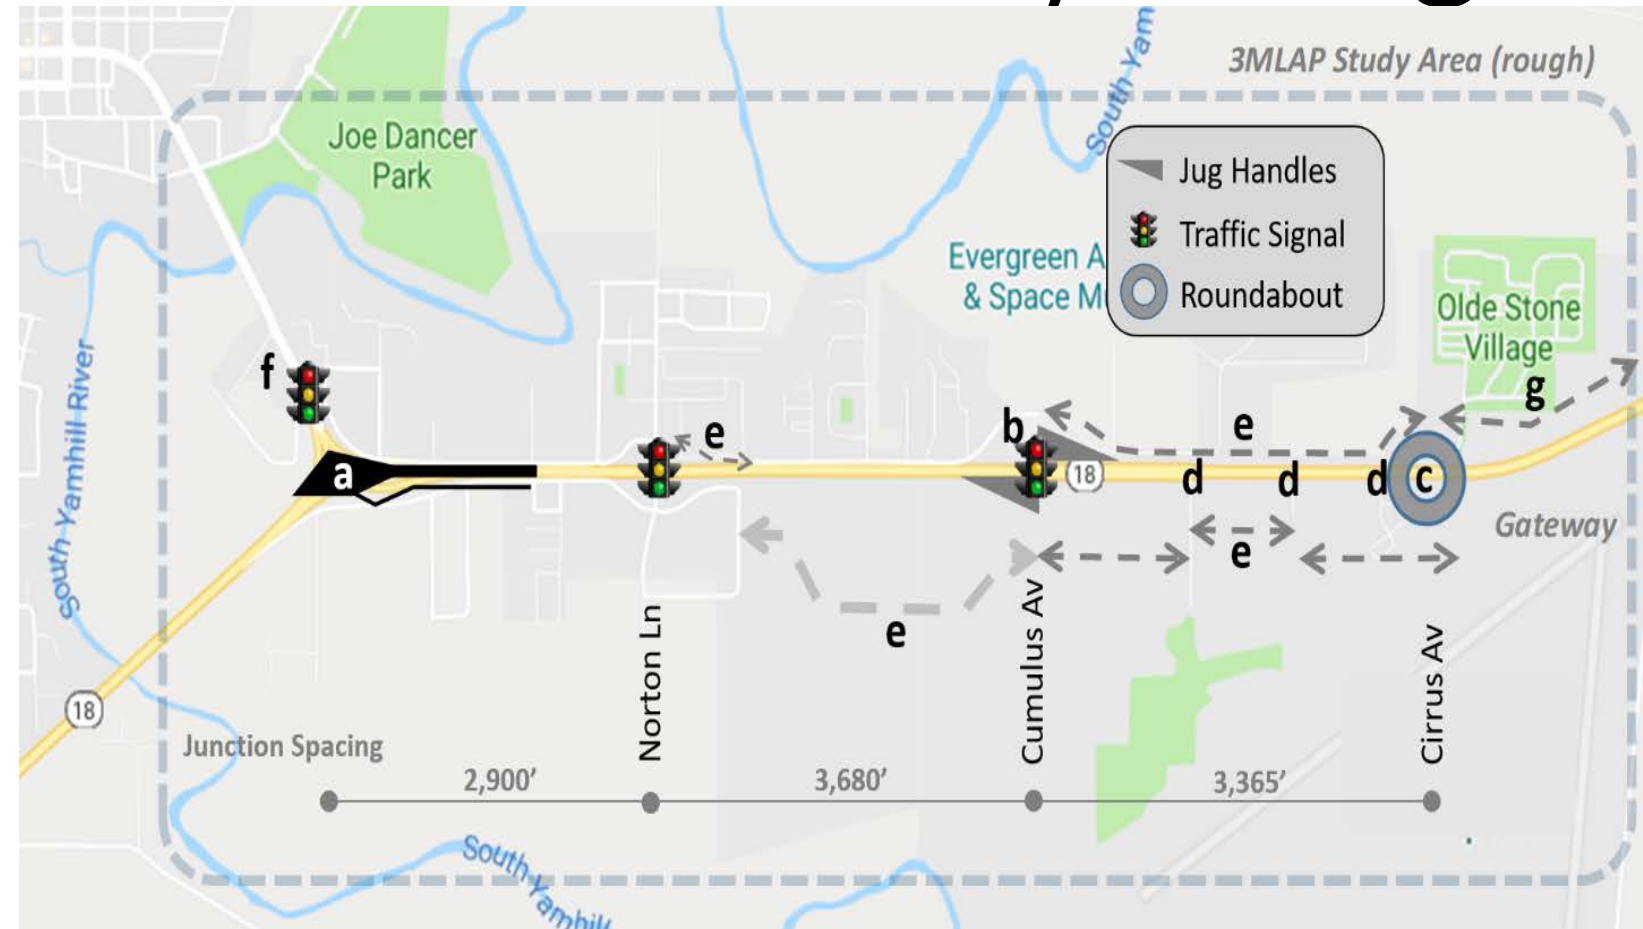 3MLAP Study Area (rough)
South Yam
Joe Dancer
Park
Jug Handles
Traffic Signal
Roundabout
Evergreen A
& Space M
Olde Stone
Village
f
g
e
b
e
a
18
d
d
d
c
South Yamhill River
Gateway
e
e
Norton Ln
Cumulus Av
Cirrus Av
18
Junction Spacing
2,900’
3,680’
3,365’
South Yamhill